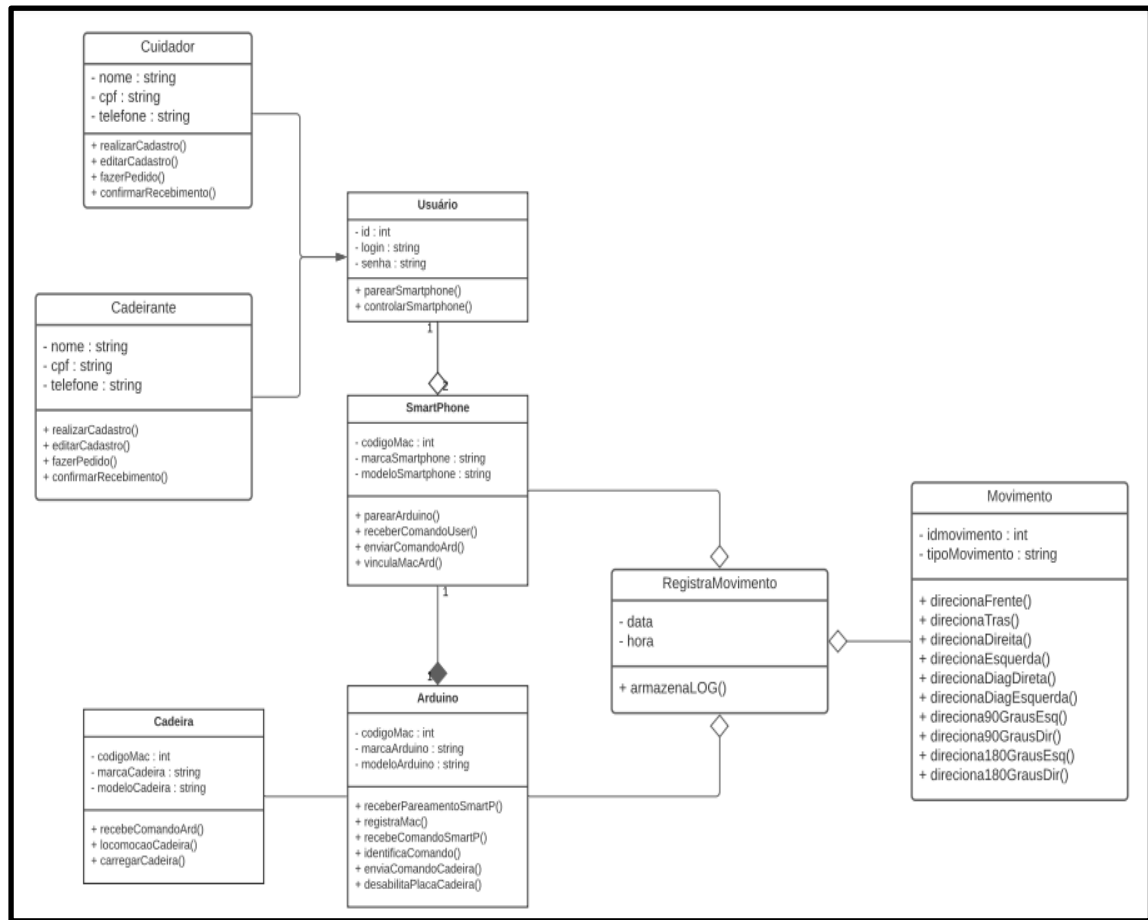 Cuidador
- nome : string
- cpf : string
- telefone : string
+ realizarCadastro()
+ editarCadastro()
+ fazerPedido()
+ confirmarRecebimento()
Usuário
- id : int
- login : string
- senha : string
+ parearSmartphone()
+ controlarSmartphone()
1
Cadeirante
- nome : string
- cpf : string
- telefone : string
+ realizarCadastro()
+ editarCadastro()
+ fazerPedido()
+ confirmarRecebimento()
2
SmartPhone
- codigoMac : int
- marcaSmartphone : string
- modeloSmartphone : string
+ parearArduino()
+ receberComandoUser()
+ enviarComandoArd()
+ vinculaMacArd()
1
RegistraMovimento
- data
- hora
+ armazenaLOG()
Movimento
- idmovimento : int
- tipoMovimento : string
+ direcionaFrente()
+ direcionaTras()
+ direcionaDireita()
+ direcionaEsquerda()
+ direcionaDiagDireta()
+ direcionaDiagEsquerda()
+ direciona90GrausEsq()
+ direciona90GrausDir()
+ direciona180GrausEsq()
+ direciona180GrausDir()
Arduino
- codigoMac : int
- marcaArduino : string
- modeloArduino : string
+ receberPareamentoSmartP()
+ registraMac()
+ recebeComandoSmartP()
+ identificaComando()
+ enviaComandoCadeira()
+ desabilitaPlacaCadeira()
Cadeira
- codigoMac : int
- marcaCadeira : string
- modeloCadeira : string
+ recebeComandoArd()
+ locomocaoCadeira()
+ carregarCadeira()